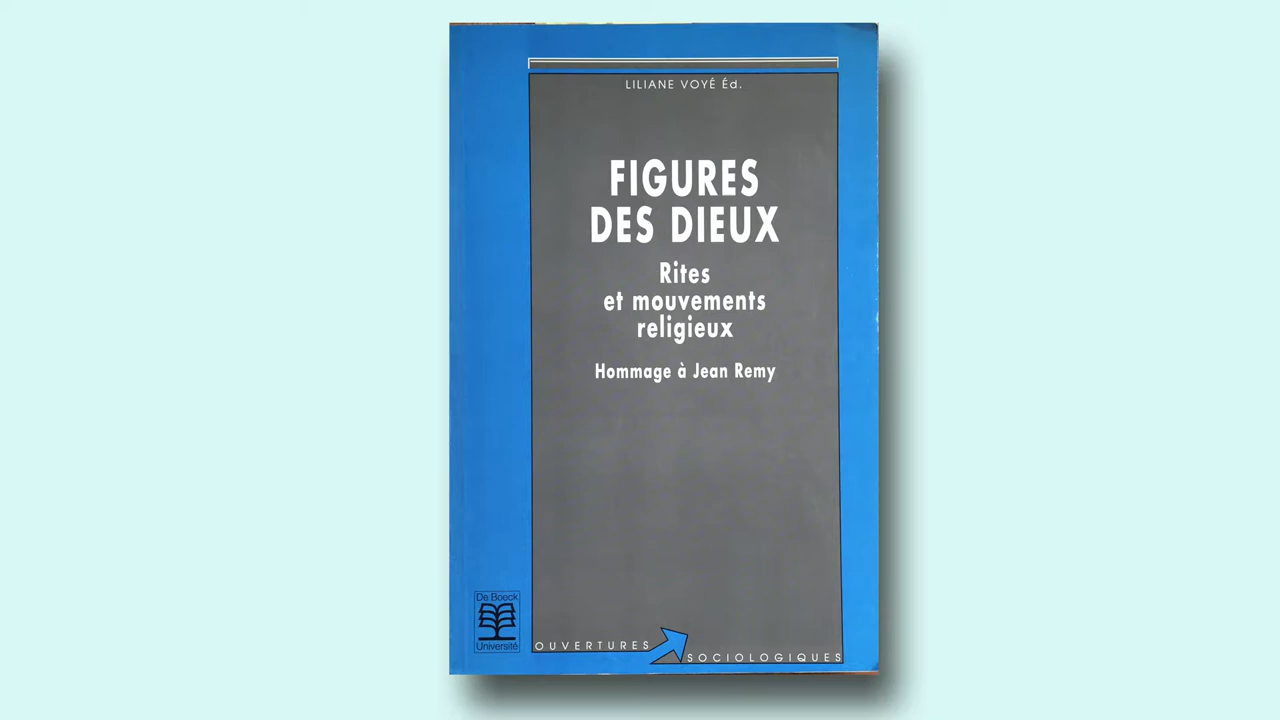 LILIANE VOYÉ Éd.
FIGURES
DES DIEUX
Rites
et mouvements
religieux
Hommage à Jean Remy
De Boeck
Université
OUVERTURES
SOCIOLOGIQUES